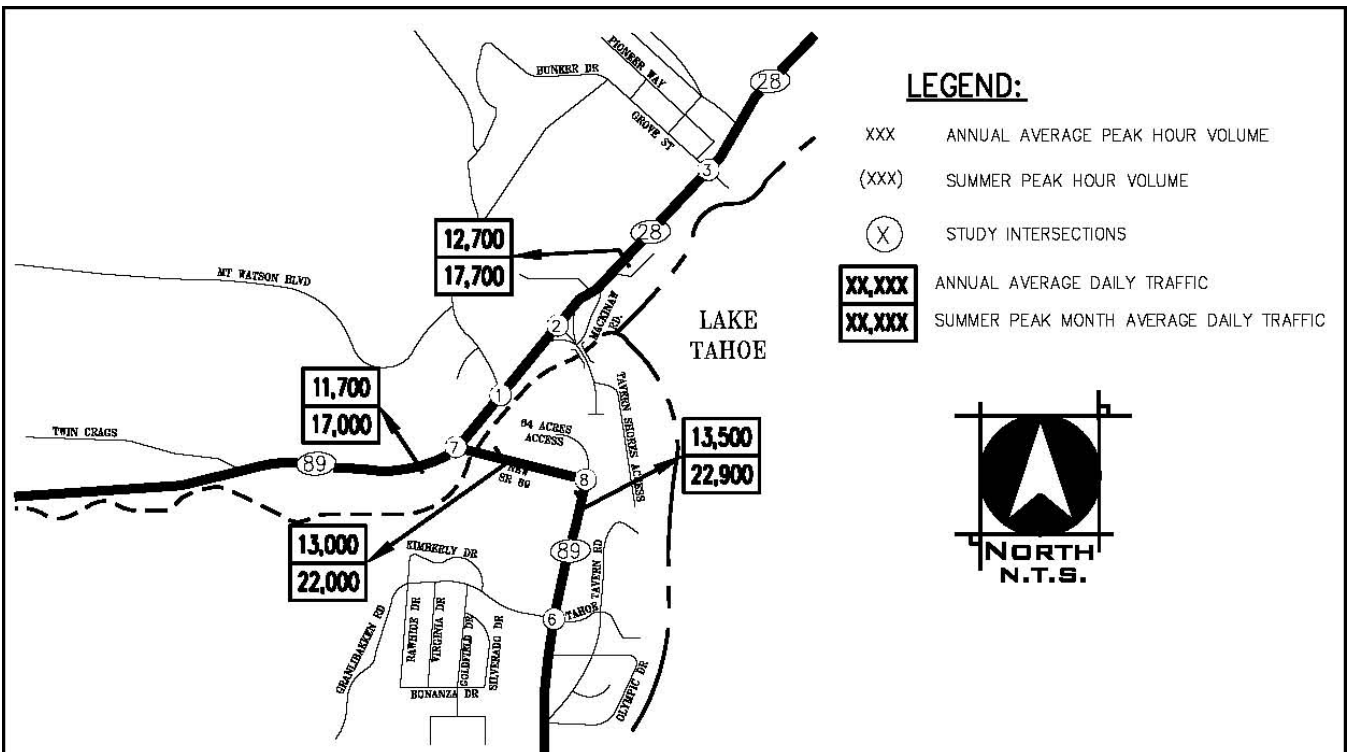 PIONEER WAY
BUNKER DR
GROVE ST
28
3
28
12,700
17,700
MT WATSON BLVD
2
MACKINAW
RD.
LAKE
TAHOE
1
11,700
17,000
TWIN CRAGS
89
7
64 ACRES
ACCESS
TAVERN SHORES ACCESS
NEW
SR 89
8
13,500
22,900
13,000
22,000
89
KIMBERLY DR
TAHOE TAVERN RD
6
GRANLIBAKKEN RD
RAWHIDE DR
VIRGINIA DR
GOLDFIELD DR
SILVERADO DR
BONANZA DR
OLYMPIC DR
LEGEND:
XXX ANNUAL AVERAGE PEAK HOUR VOLUME
(XXX) SUMMER PEAK HOUR VOLUME
X STUDY INTERSECTIONS
XX,XXX ANNUAL AVERAGE DAILY TRAFFIC
XX,XXX SUMMER PEAK MONTH AVERAGE DAILY TRAFFIC
NORTH
N.T.S.